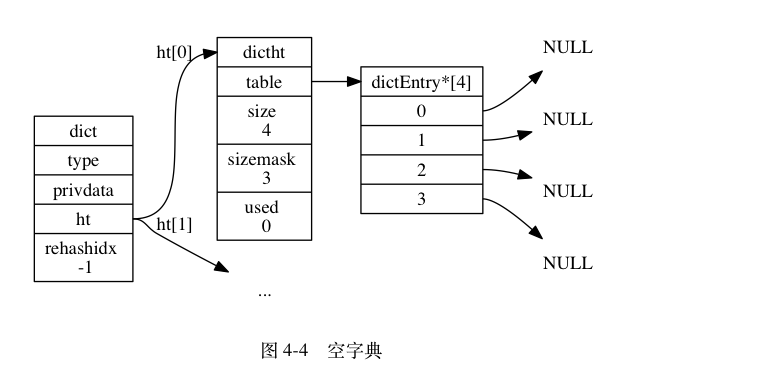 dict
type
privdata
ht
rehashidx
-1
ht[0]
ht[1]
dictht
table
size
4
sizemask
3
used
0
...
dictEntry*[4]
0
1
2
3
NULL
NULL
NULL
NULL
图 4-4 空字典